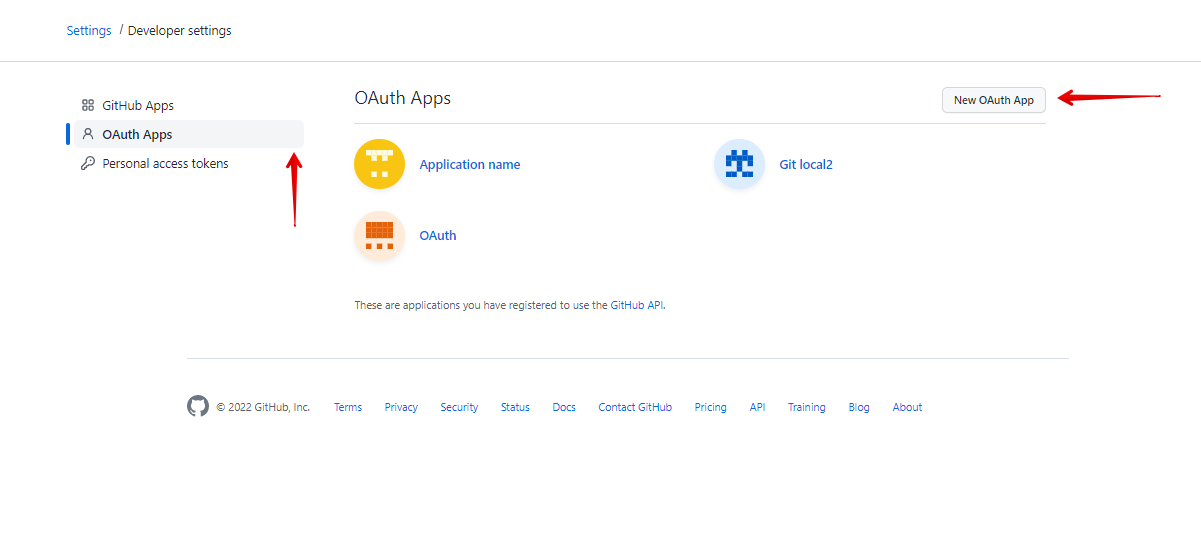 Settings / Developer settings
GitHub Apps
OAuth Apps
Personal access tokens
OAuth Apps
New OAuth App
Application name
Git local2
OAuth
These are applications you have registered to use the GitHub API.
© 2022 GitHub, Inc. Terms Privacy Security Status Docs Contact GitHub Pricing API Training Blog About